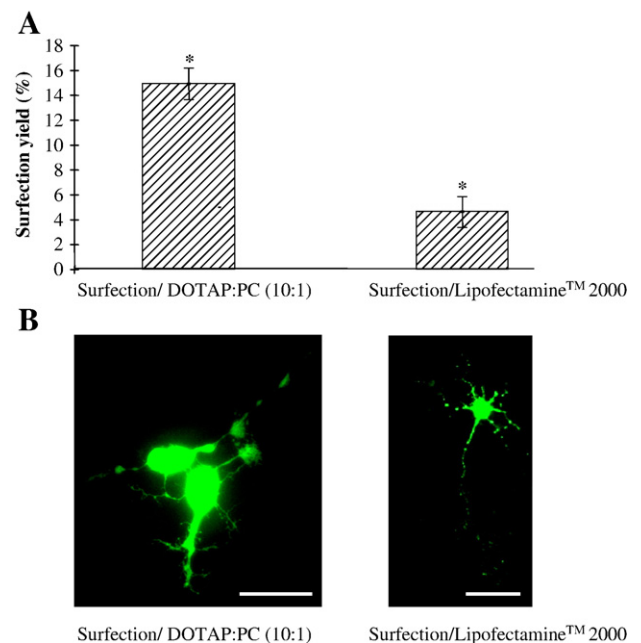 A
Surfection yield (%)
18
16
14
12
10
8
6
4
2
0
*
*
Surfection/ DOTAP:PC (10:1)
Surfection/Lipofectamine™ 2000
B
Surfection/ DOTAP:PC (10:1)
Surfection/Lipofectamine™ 2000